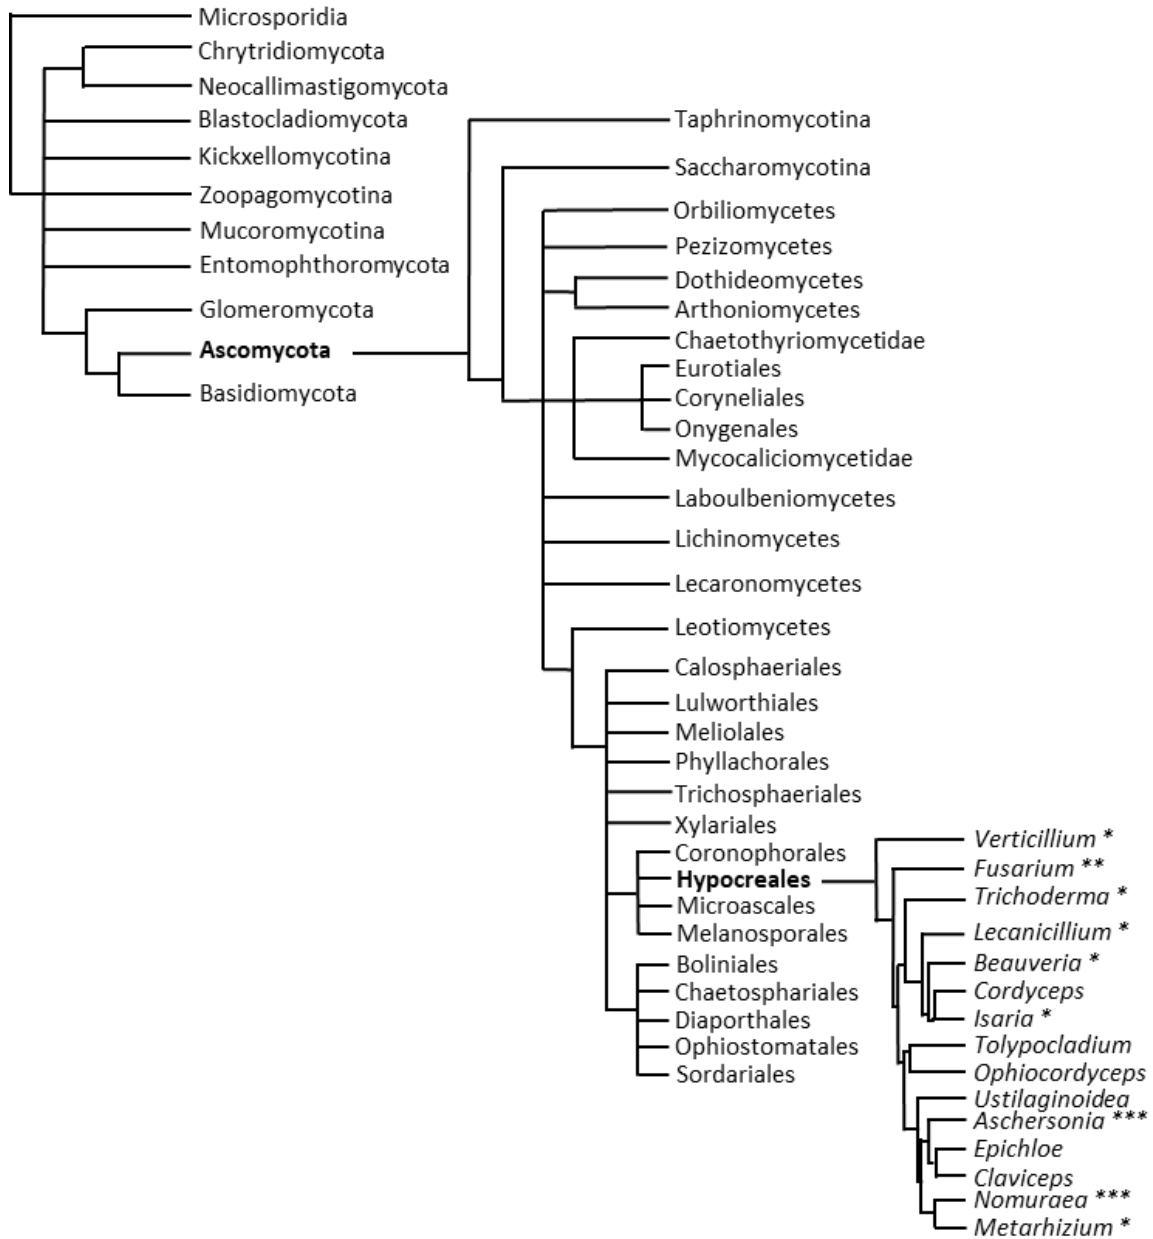 Microsporidia
Chrytridiomycota
Neocallimastigomycota
Blastocladiomycota
Kickxellomycotina
Zoopagomycotina
Mucoromycotina
Entomophthoromycota
Glomeromycota
Ascomycota
Basidiomycota
Taphrinomycotina
Saccharomycotina
Orbiliomycetes
Pezizomycetes
Dothideomycetes
Arthoniomycetes
Chaetothyriomycetidae
Eurotiales
Coryneliales
Onygenales
Mycocaliciomycetidae
Laboulbeniomycetes
Lichinomycetes
Lecaronomycetes
Leotiomycetes
Calosphaeriales
Lulworthiales
Meliolales
Phyllachorales
Trichosphaeriales
Xylariales
Coronophorales
Hypocreales
Microascales
Melanosporales
Boliniales
Chaetosphariales
Diaporthales
Ophiostomatales
Sordariales
Verticillium *
Fusarium **
Trichoderma *
Lecanicillium *
Beauveria *
Cordyceps
Isaria *
Tolypocladium
Ophiocordyceps
Ustilaginoidea
Aschersonia ***
Epichloe
Claviceps
Nomuraea ***
Metarhizium *